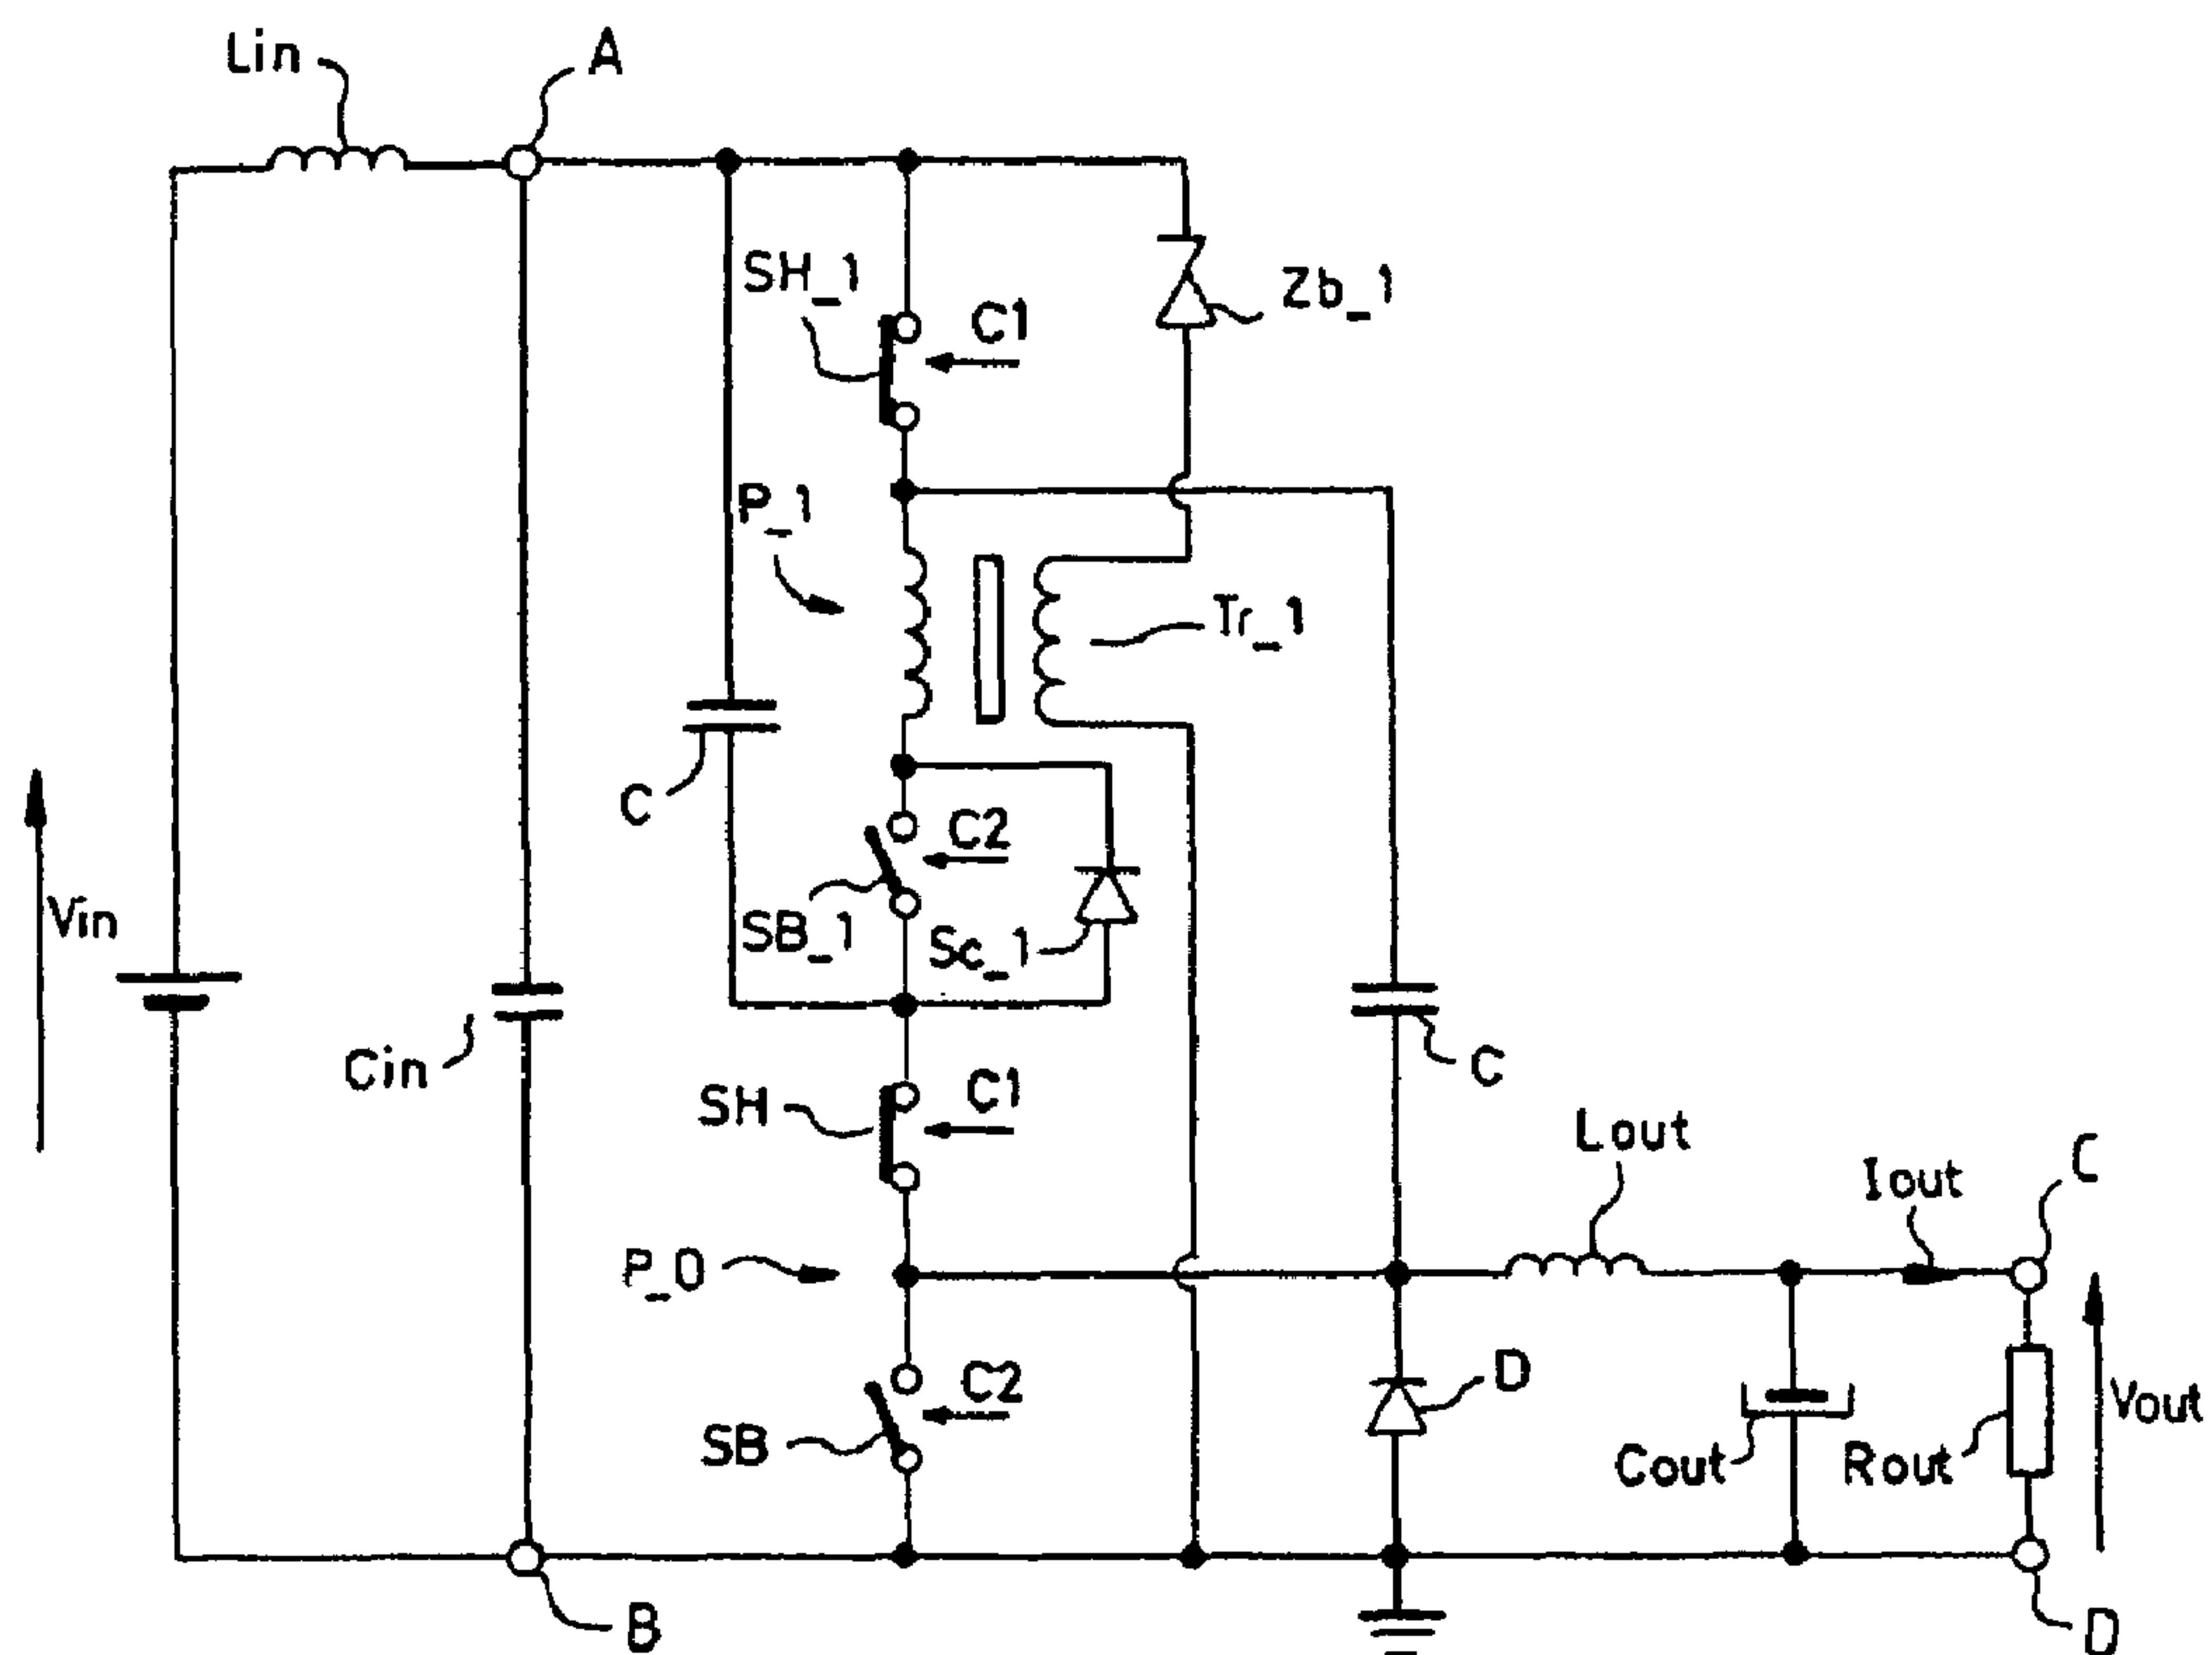 Lin
A
SH_1
C1
Zb_1
P_1
Tr_1
C
C2
SB_1
Sc_1
Vin
Cin
C
SH
C1
Lout
Iout
C
P_0
C2
D
SB
Cout
Rout
Vout
B
D